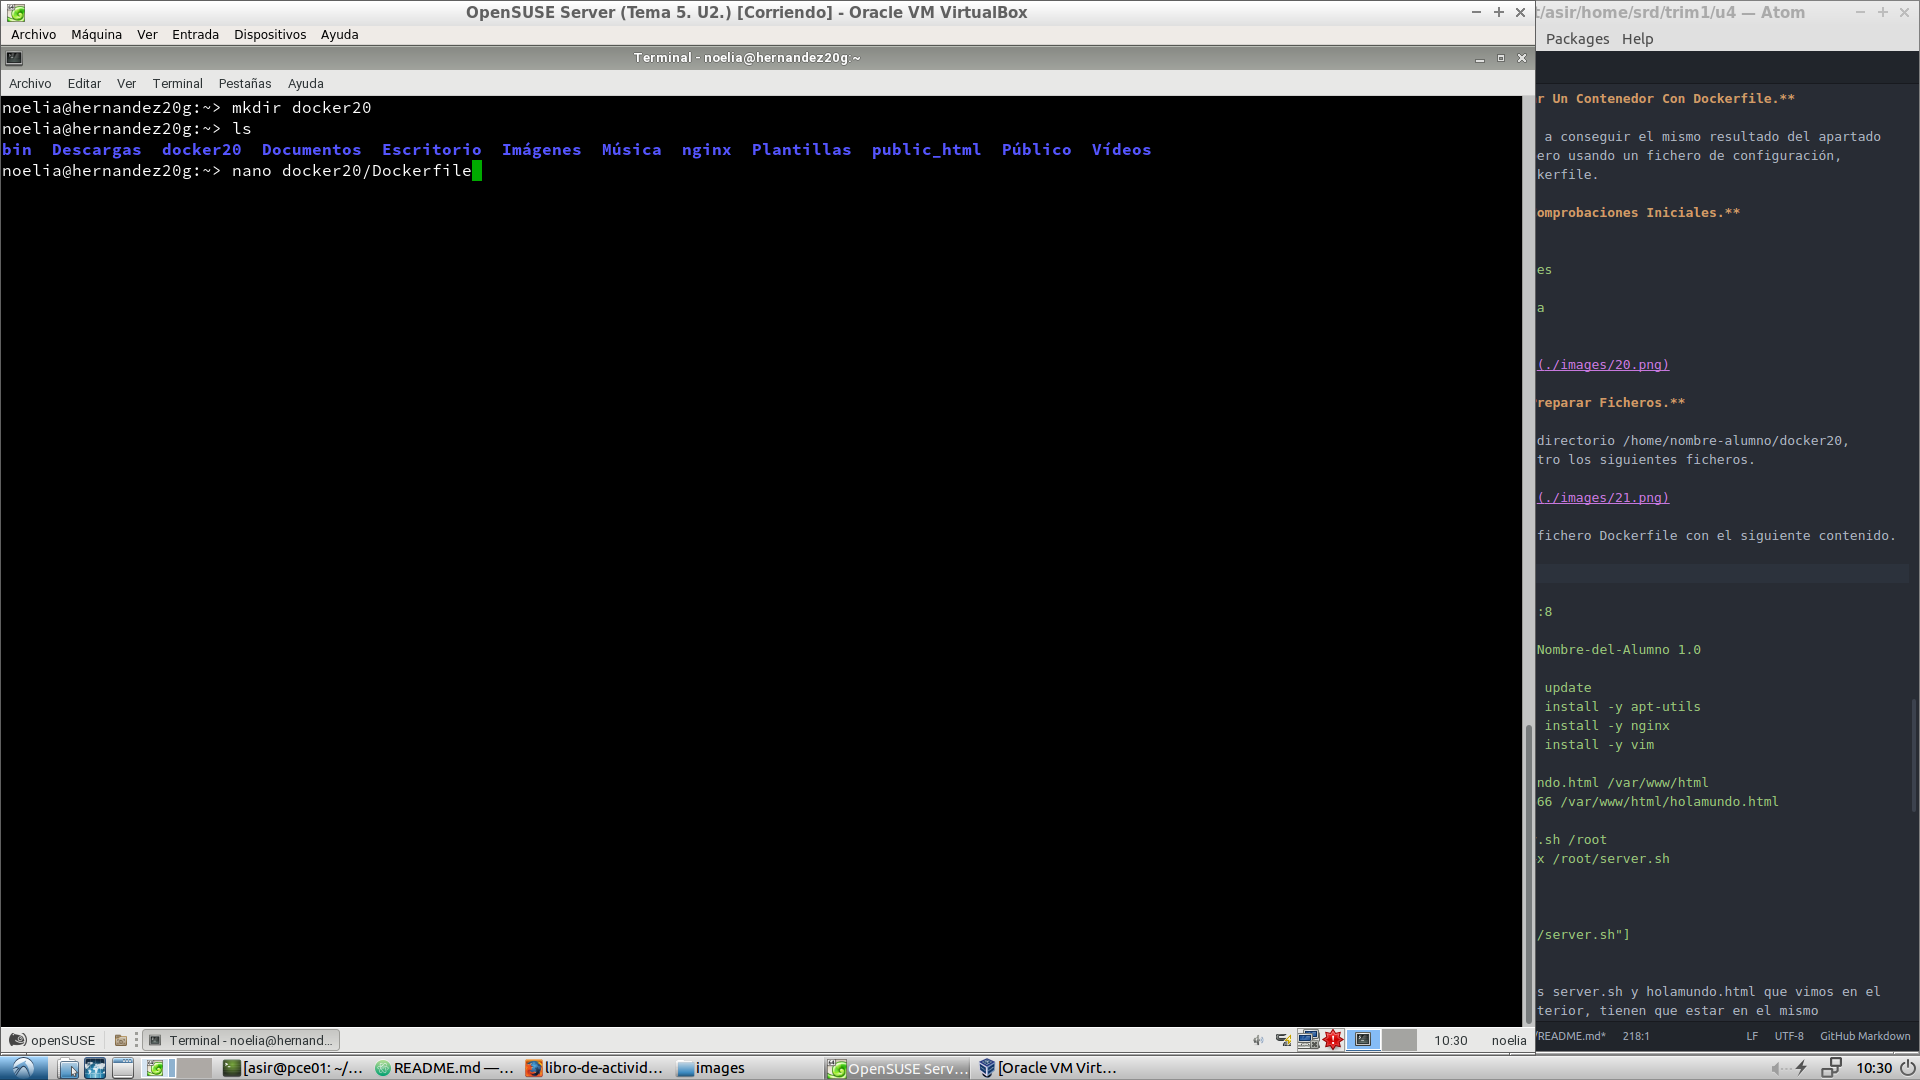 OpenSUSE Server (Tema 5. U2.) [Corriendo] - Oracle VM VirtualBox
Archivo Máquina Ver Entrada Dispositivos Ayuda
Terminal - noelia@hernandez20g:~
Archivo Editar Ver Terminal Pestañas Ayuda
noelia@hernandez20g:~> mkdir docker20
noelia@hernandez20g:~> ls
bin Descargas docker20 Documentos Escritorio Imágenes Música nginx Plantillas public_html Público Vídeos
noelia@hernandez20g:~> nano docker20/Dockerfile
/asir/home/srd/trim1/u4 — Atom
Packages Help
r Un Contenedor Con Dockerfile.**
a conseguir el mismo resultado del apartado
ero usando un fichero de configuración,
kerfile.
omprobaciones Iniciales.**
es
a
(./images/20.png)
reparar Ficheros.**
directorio /home/nombre-alumno/docker20,
tro los siguientes ficheros.
(./images/21.png)
fichero Dockerfile con el siguiente contenido.
:8
Nombre-del-Alumno 1.0
update
install -y apt-utils
install -y nginx
install -y vim
ndo.html /var/www/html
66 /var/www/html/holamundo.html
.sh /root
x /root/server.sh
/server.sh"]
s server.sh y holamundo.html que vimos en el
terior, tienen que estar en el mismo
/README.md* 218:1 LF UTF-8 GitHub Markdown
openSUSE Terminal - noelia@hernand... 10:30 noelia
[asir@pce01: ~/... README.md —... libro-de-activid... images OpenSUSE Serv... [Oracle VM Virt... 10:30